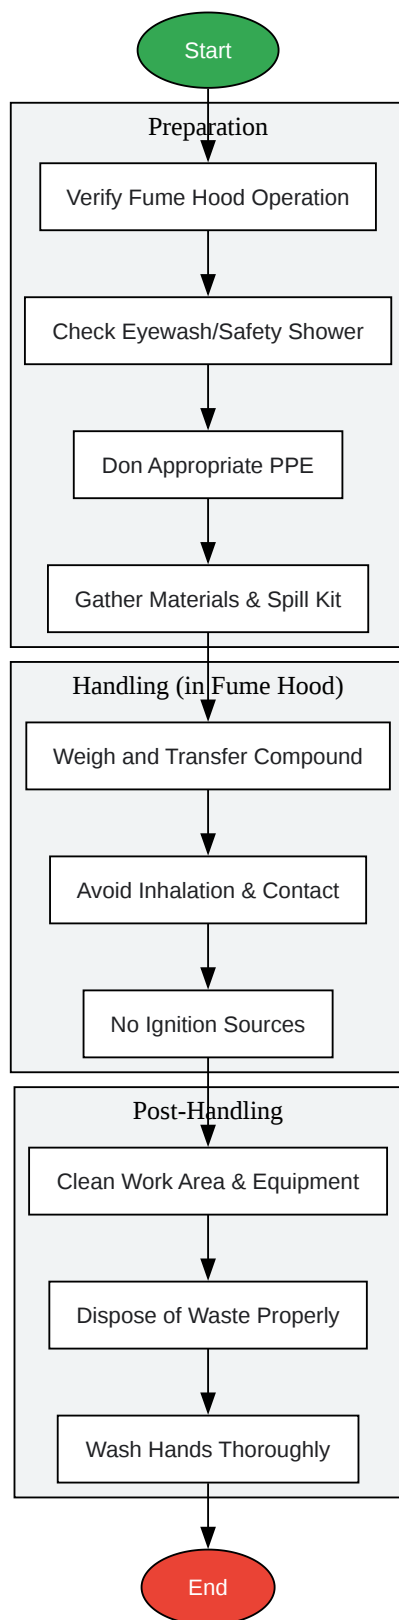 Start
Preparation
Verify Fume Hood Operation
Check Eyewash/Safety Shower
Don Appropriate PPE
Gather Materials & Spill Kit
Handling (in Fume Hood)
Weigh and Transfer Compound
Avoid Inhalation & Contact
No Ignition Sources
Post-Handling
Clean Work Area & Equipment
Dispose of Waste Properly
Wash Hands Thoroughly
End